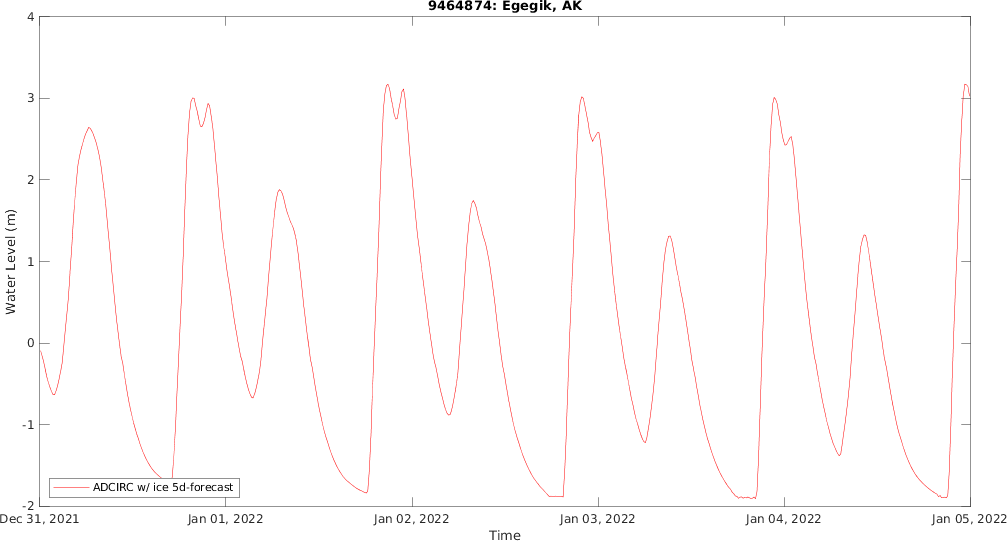 9464874: Egegik, AK
4
3
2
1
0
-1
-2
Water Level (m)
ADCIRC w/ ice 5d-forecast
Dec 31, 2021
Jan 01, 2022
Jan 02, 2022
Jan 03, 2022
Jan 04, 2022
Jan 05, 2022
Time